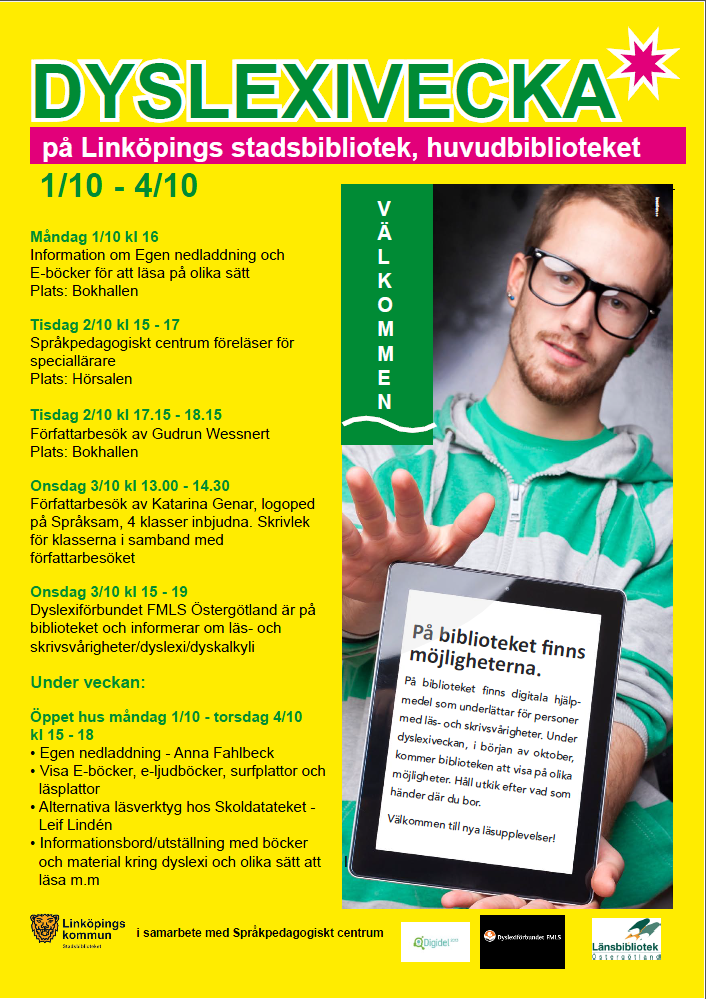 DYSLEXIVECKA
på Linköpings stadsbibliotek, huvudbiblioteket
1/10 - 4/10
Måndag 1/10 kl 16
Information om Egen nedladdning och
E-böcker för att läsa på olika sätt
Plats: Bokhallen
Tisdag 2/10 kl 15 - 17
Språkpedagogiskt centrum föreläser för
speciallärare
Plats: Hörsalen
Tisdag 2/10 kl 17.15 - 18.15
Författarbesök av Gudrun Wessnert
Plats: Bokhallen
Onsdag 3/10 kl 13.00 - 14.30
Författarbesök av Katarina Genar, logoped
på Språksam, 4 klasser inbjudna. Skrivlek
för klasserna i samband med
författarbesöket
Onsdag 3/10 kl 15 - 19
Dyslexiförbundet FMLS Östergötland är på
biblioteket och informerar om läs- och
skrivsvårigheter/dyslexi/dyskalkyli
Under veckan:
Öppet hus måndag 1/10 - torsdag 4/10
kl 15 - 18
• Egen nedladdning - Anna Fahlbeck
• Visa E-böcker, e-ljudböcker, surfplattor och
läsplattor
• Alternativa läsverktyg hos Skoldatateket -
Leif Lindén
• Informationsbord/utställning med böcker
och material kring dyslexi och olika sätt att
läsa m.m
VÄLKOMMEN
På biblioteket finns
möjligheterna.
På biblioteket finns digitala hjälp-
medel som underlättar för personer
med läs- och skrivsvårigheter. Under
dyslexiveckan, i början av oktober,
kommer biblioteken att visa på olika
möjligheter. Håll utkik efter vad som
händer där du bor.
Välkommen till nya läsupplevelser!
Linköpings
kommun
Stadsbiblioteket
i samarbete med Språkpedagogiskt centrum
Digidel
Dyslexiförbundet FMLS
Länsbibliotek
Östergötland